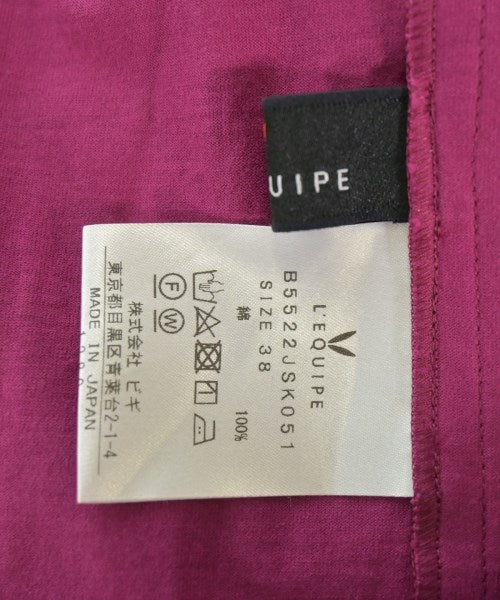 UIPE
L'EQUIPE
B5522JSK051
SIZE 38
綿 100%
F W
株式会社 ビギ
東京都目黒区青葉台2-1-4
MADE IN JAPAN